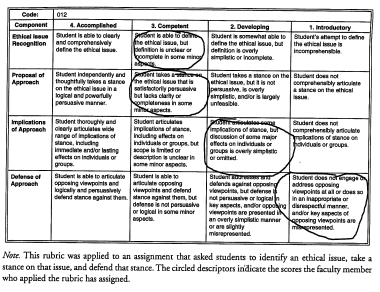 Code: 012
Component 4. Accomplished 3. Competent 2. Developing 1. Introductory
Ethical Issue Recognition
Student is able to clearly
and comprehensively
define the ethical issue.
Student is able to define
the ethical issue, but
definition is unclear or
incomplete in some minor
aspects.
Student is somewhat able to
define the ethical issue, but
definition is overly
simplistic or incomplete.
Student's attempt to define
the ethical issue is
incomprehensible.
Proposal of
Approach
Student independently and
thoughtfully takes a stance
on the ethical issue in a
logical and powerfully
persuasive manner.
Student takes a stance on
the ethical issue that is
satisfactorily persuasive
but lacks clarity or
completeness in some
minor aspects.
Student takes a stance on the
ethical issue, but it is not
persuasive, is overly
simplistic, and/or is largely
unfeasible.
Student does not
comprehensibly articulate
a stance on the ethical
issue.
Implications
of Approach
Student thoroughly and
clearly articulates wide
range of implications of
stance, including
immediate and/or lasting
effects on individuals or
groups.
Student articulates
implications of stance,
including effects on
individuals or groups, but
scope is limited or
description is unclear in
some minor aspects.
Student articulates some
implications of stance, but
discussion of some major
effects on individuals or
groups is overly simplistic
or omitted.
Student does not
comprehensibly articulate
implications of stance on
individuals or groups.
Defense of
Approach
Student is able to articulate
opposing viewpoints and
logically and persuasively
defend stance against them.
Student is able to
articulate opposing
viewpoints and defend
stance against them, but
defense is not persuasive
or logical in some minor
aspects.
Student addresses and
defends against opposing
viewpoints, but defense is
not persuasive or logical in
key aspects, and/or opposing
viewpoints are presented in
an overly simplistic manner
or are slightly
misrepresented.
Student does not engage or
address opposing
viewpoints at all or does so
in an inappropriate or
disrespectful manner,
and/or key aspects of
opposing viewpoints are
misrepresented.
Note. This rubric was applied to an assignment that asked students to identify an ethical issue, take a
stance on that issue, and defend that stance. The circled descriptors indicate the scores the faculty member
who applied the rubric has assigned.